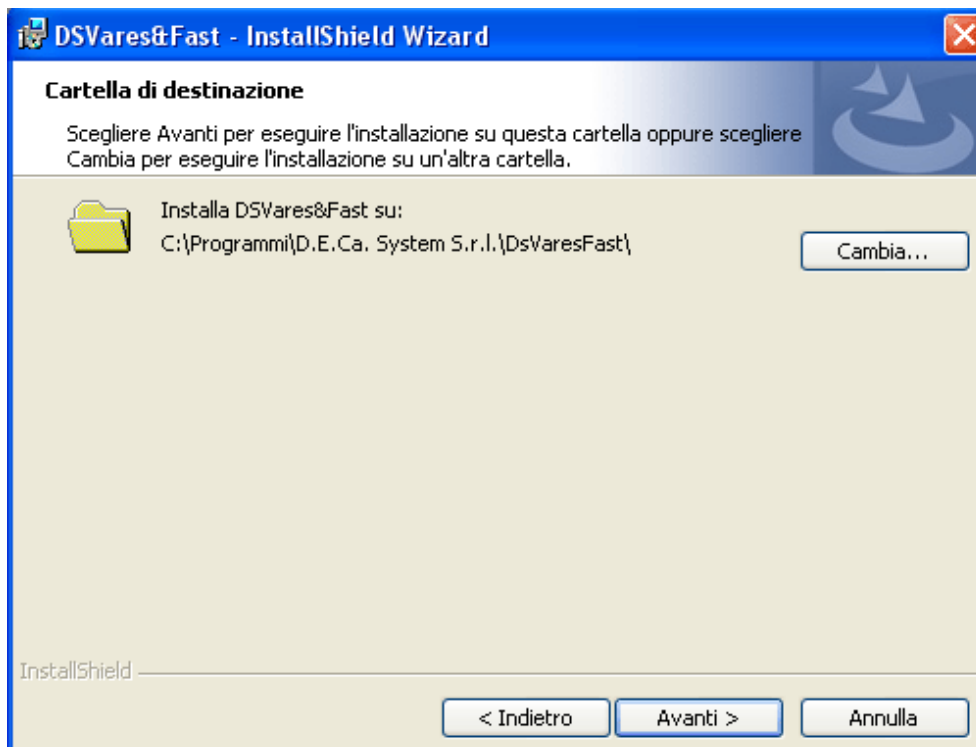 DSVares&Fast - InstallShield Wizard
Cartella di destinazione
Scegliere Avanti per eseguire l'installazione su questa cartella oppure scegliere
Cambia per eseguire l'installazione su un'altra cartella.
Installa DSVares&Fast su:
C:\Programmi\D.E.Ca. System S.r.l.\DsVaresFast\
Cambia...
InstallShield
< Indietro
Avanti >
Annulla